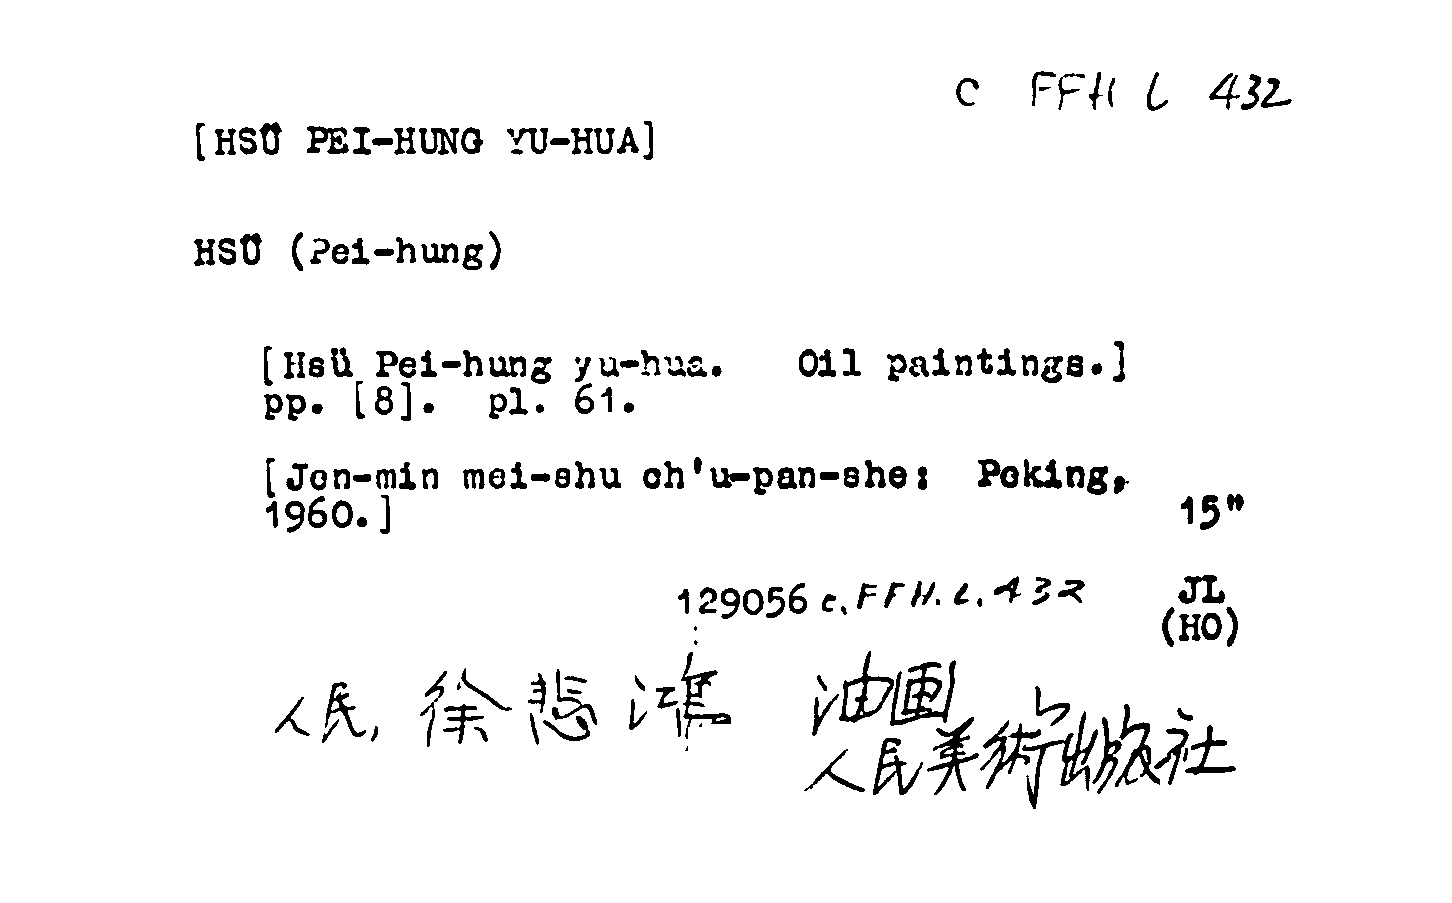 C FFH L 432
[HSÜ PEI-HUNG YU-HUA]
HSÜ (Pei-hung)
[Hsü Pei-hung yu-hua. Oil paintings.]
pp. [8]. pl. 61.
[Jen-min mei-shu ch'u-pan-she: Peking,
1960.] 15"
129056 c. FFH. L. 432 JL
(HO)
人民, 徐悲鴻 油画
人民美術出版社